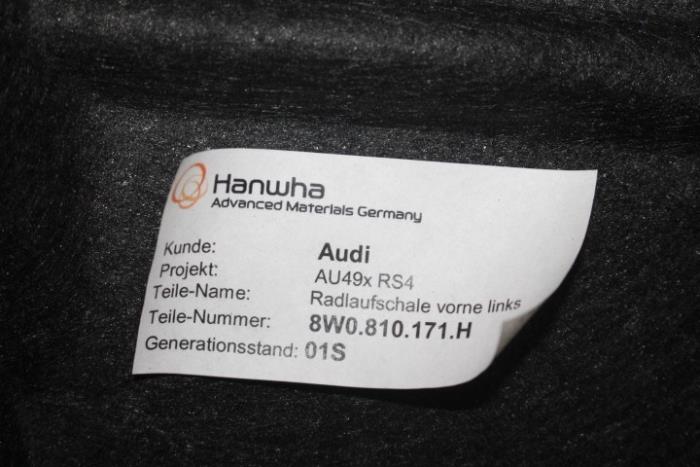 Hanwha
Advanced Materials Germany
Kunde: Audi
Projekt: AU49x RS4
Teile-Name: Radlaufschale vorne links
Teile-Nummer: 8W0.810.171.H
Generationsstand: 01S